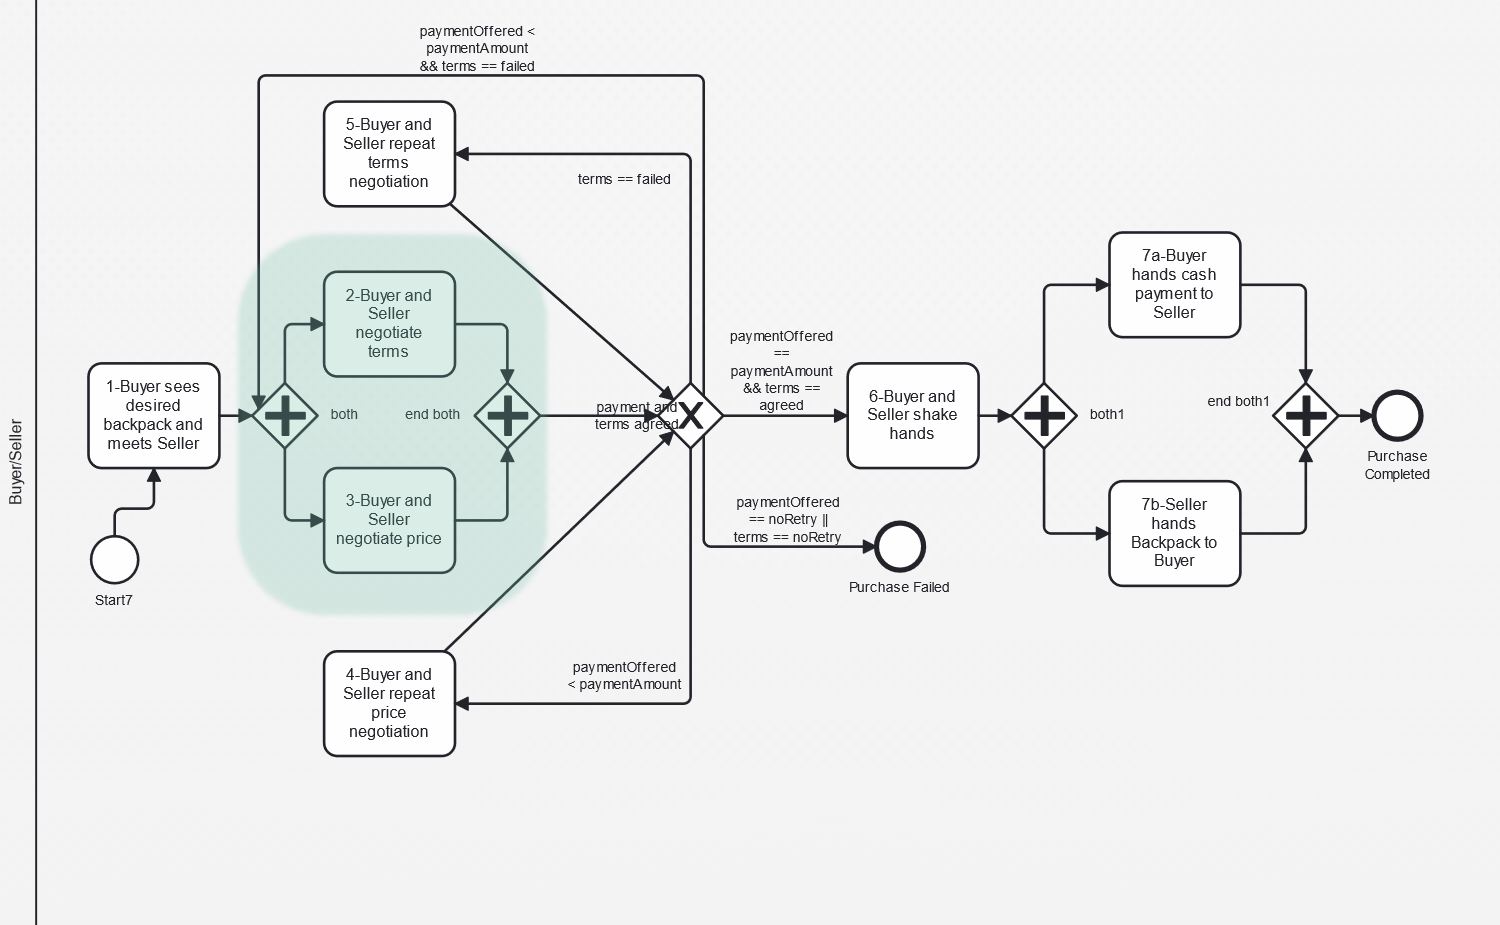 paymentOffered <
paymentAmount
&& terms == failed
5-Buyer and
Seller repeat
terms
negotiation
terms == failed
2-Buyer and
Seller
negotiate
terms
1-Buyer sees
desired
backpack and
meets Seller
both
end both
payment and
terms agreed
X
3-Buyer and
Seller
negotiate price
Start7
4-Buyer and
Seller repeat
price
negotiation
paymentOffered
< paymentAmount
paymentOffered
==
paymentAmount
&& terms ==
agreed
6-Buyer and
Seller shake
hands
paymentOffered
== noRetry ||
terms == noRetry
Purchase Failed
both1
7a-Buyer
hands cash
payment to
Seller
7b-Seller
hands
Backpack to
Buyer
end both1
Purchase
Completed
Buyer/Seller